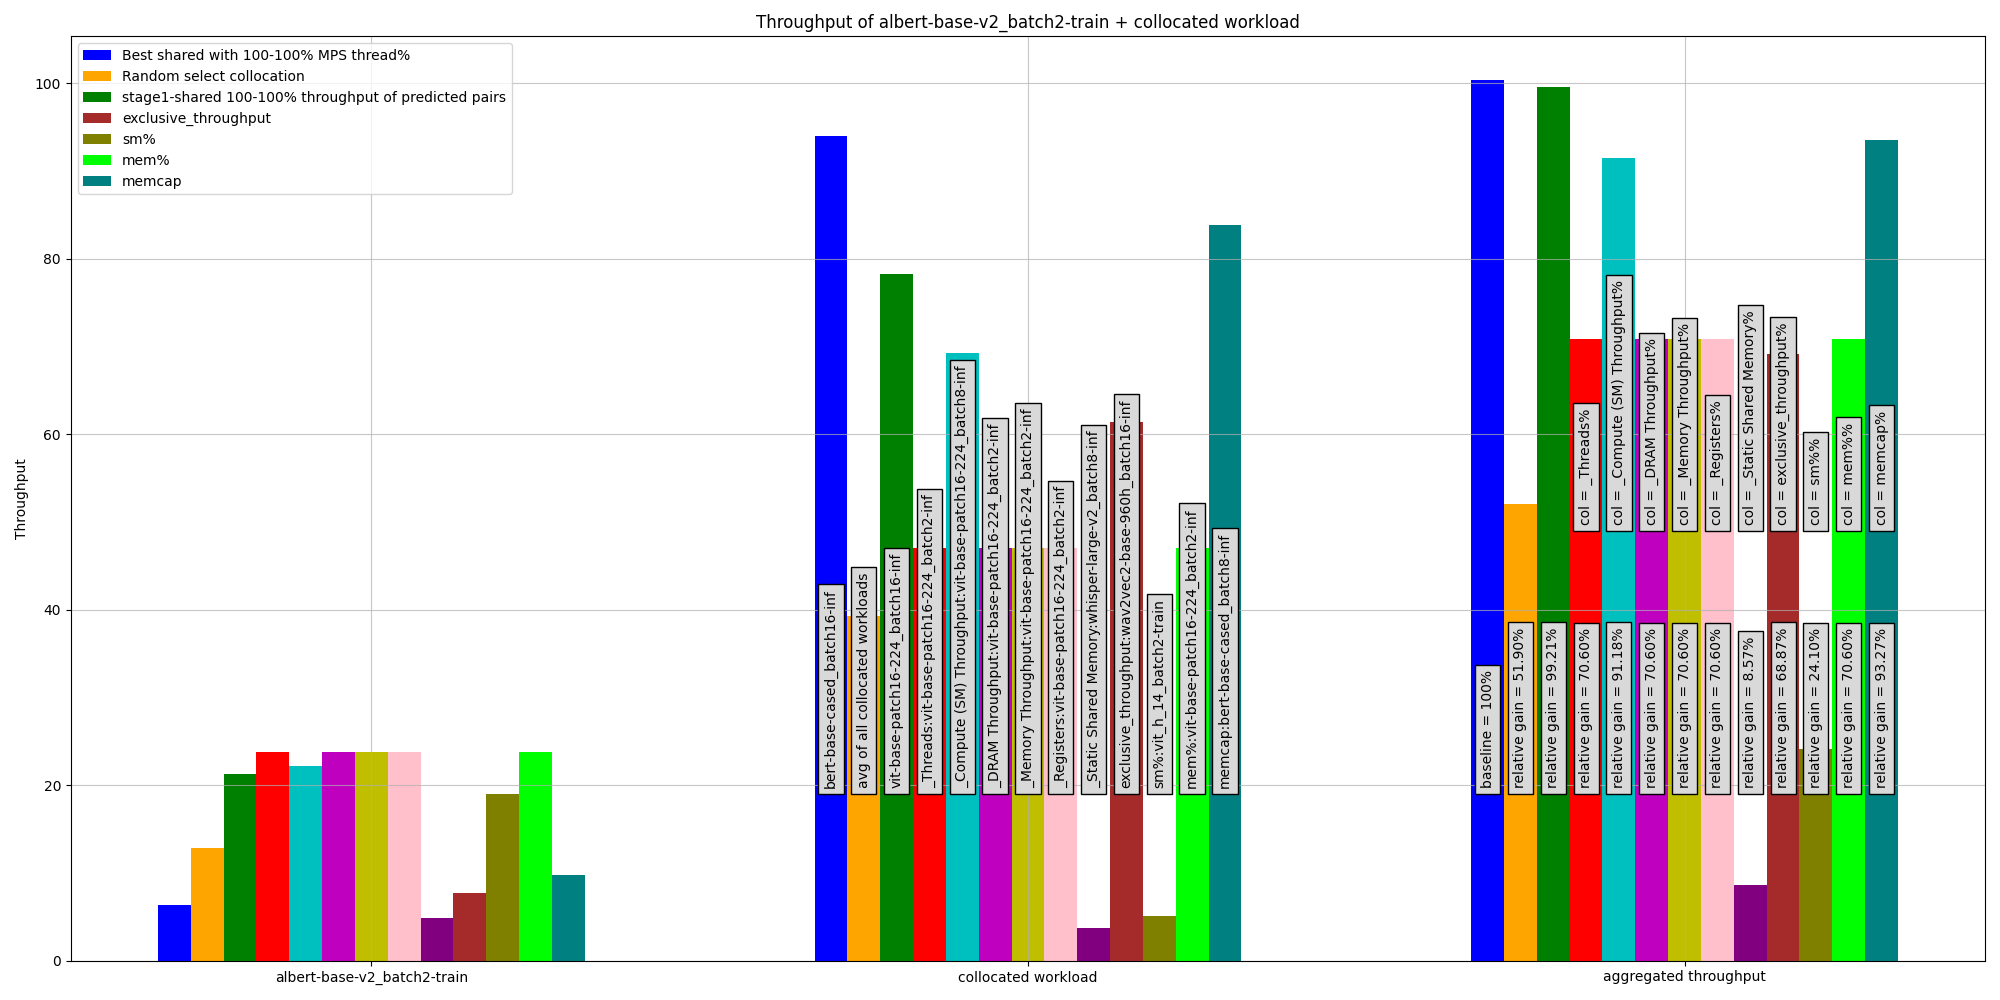 Throughput of albert-base-v2_batch2-train + collocated workload
Best shared with 100-100% MPS thread%
Random select collocation
stage1-shared 100-100% throughput of predicted pairs
exclusive_throughput
sm%
mem%
memcap
Throughput
100
80
60
40
20
0
bert-base-cased_batch16-inf
avg of all collocated workloads
vit-base-patch16-224_batch16-inf
_Threads:vit-base-patch16-224_batch2-inf
_Compute (SM) Throughput:vit-base-patch16-224_batch8-inf
_DRAM Throughput:vit-base-patch16-224_batch2-inf
_Memory Throughput:vit-base-patch16-224_batch2-inf
_Registers:vit-base-patch16-224_batch2-inf
_Static Shared Memory:whisper-large-v2_batch8-inf
exclusive_throughput:wav2vec2-base-960h_batch16-inf
sm%:vit_h_14_batch2-train
mem%:vit-base-patch16-224_batch2-inf
memcap:bert-base-cased_batch8-inf
col = _Threads%
col = _Compute (SM) Throughput%
col = _DRAM Throughput%
col = _Memory Throughput%
col = _Registers%
col = _Static Shared Memory%
col = exclusive_throughput%
col = sm%%
col = mem%%
col = memcap%
baseline = 100%
relative gain = 51.90%
relative gain = 99.21%
relative gain = 70.60%
relative gain = 91.18%
relative gain = 70.60%
relative gain = 70.60%
relative gain = 70.60%
relative gain = 8.57%
relative gain = 68.87%
relative gain = 24.10%
relative gain = 70.60%
relative gain = 93.27%
albert-base-v2_batch2-train
collocated workload
aggregated throughput